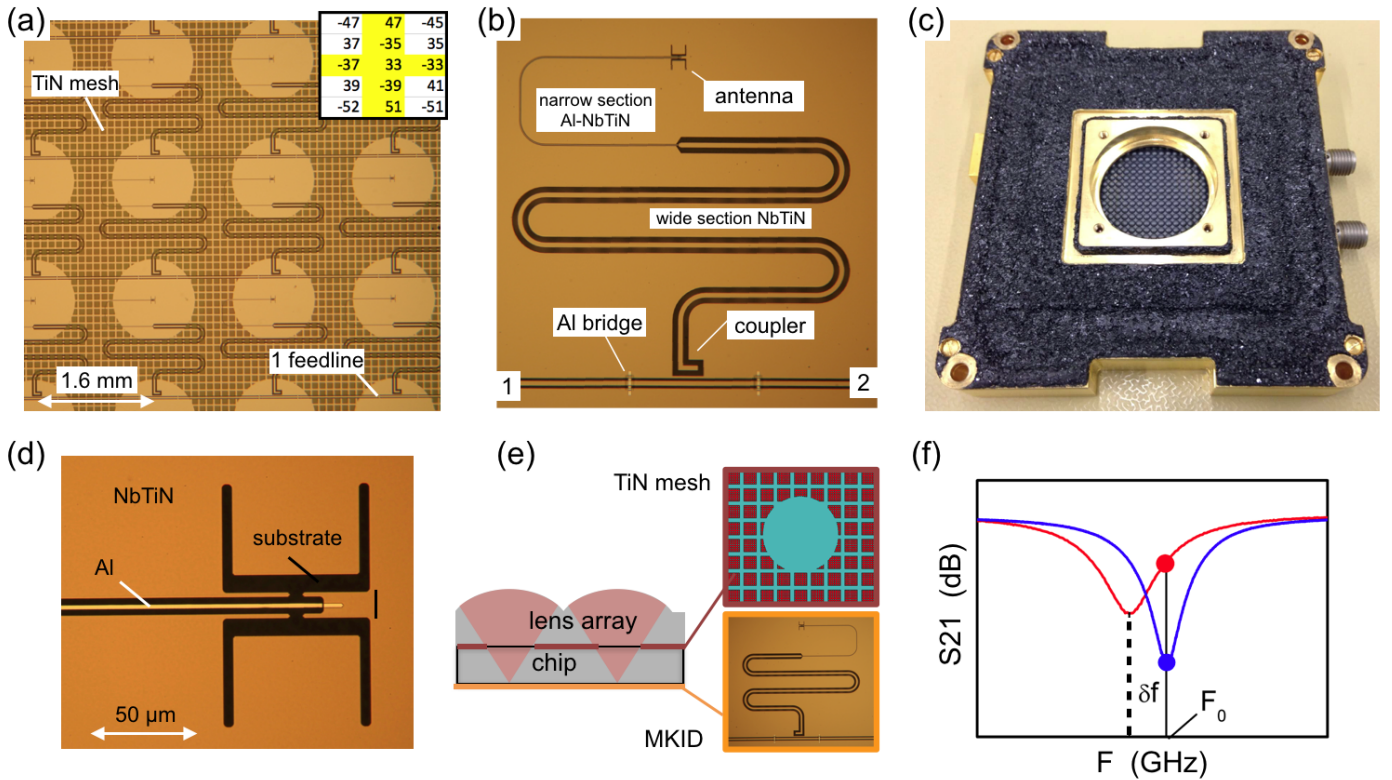 (a)
TiN mesh
-47 47 -45
37 -35 35
-37 33 -33
39 -39 41
-52 51 -51
1 feedline
1.6 mm
(b)
antenna
narrow section
Al-NbTiN
wide section NbTiN
Al bridge
coupler
1
2
(c)
(d)
NbTiN
substrate
Al
50 µm
(e)
TiN mesh
lens array
chip
MKID
(f)
S21 (dB)
δf
F0
F (GHz)